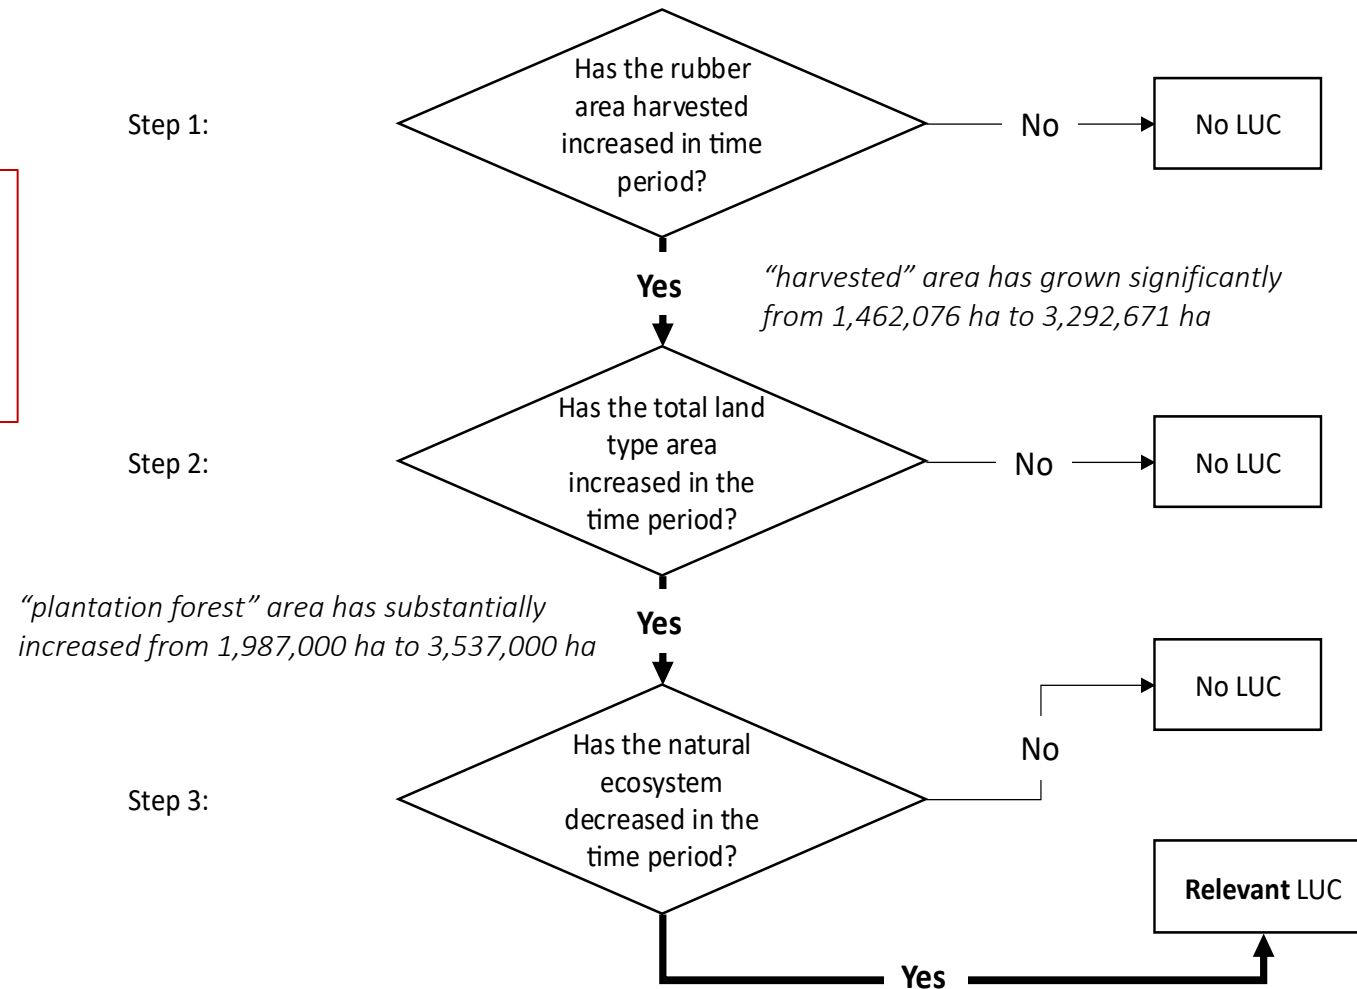 Step 1:
Has the rubber
area harvested
increased in time
period?
No
No LUC
Yes
“harvested” area has grown significantly
from 1,462,076 ha to 3,292,671 ha
Step 2:
Has the total land
type area
increased in the
time period?
No
No LUC
“plantation forest” area has substantially
increased from 1,987,000 ha to 3,537,000 ha
Yes
Step 3:
Has the natural
ecosystem
decreased in the
time period?
No
No LUC
Relevant LUC
Yes